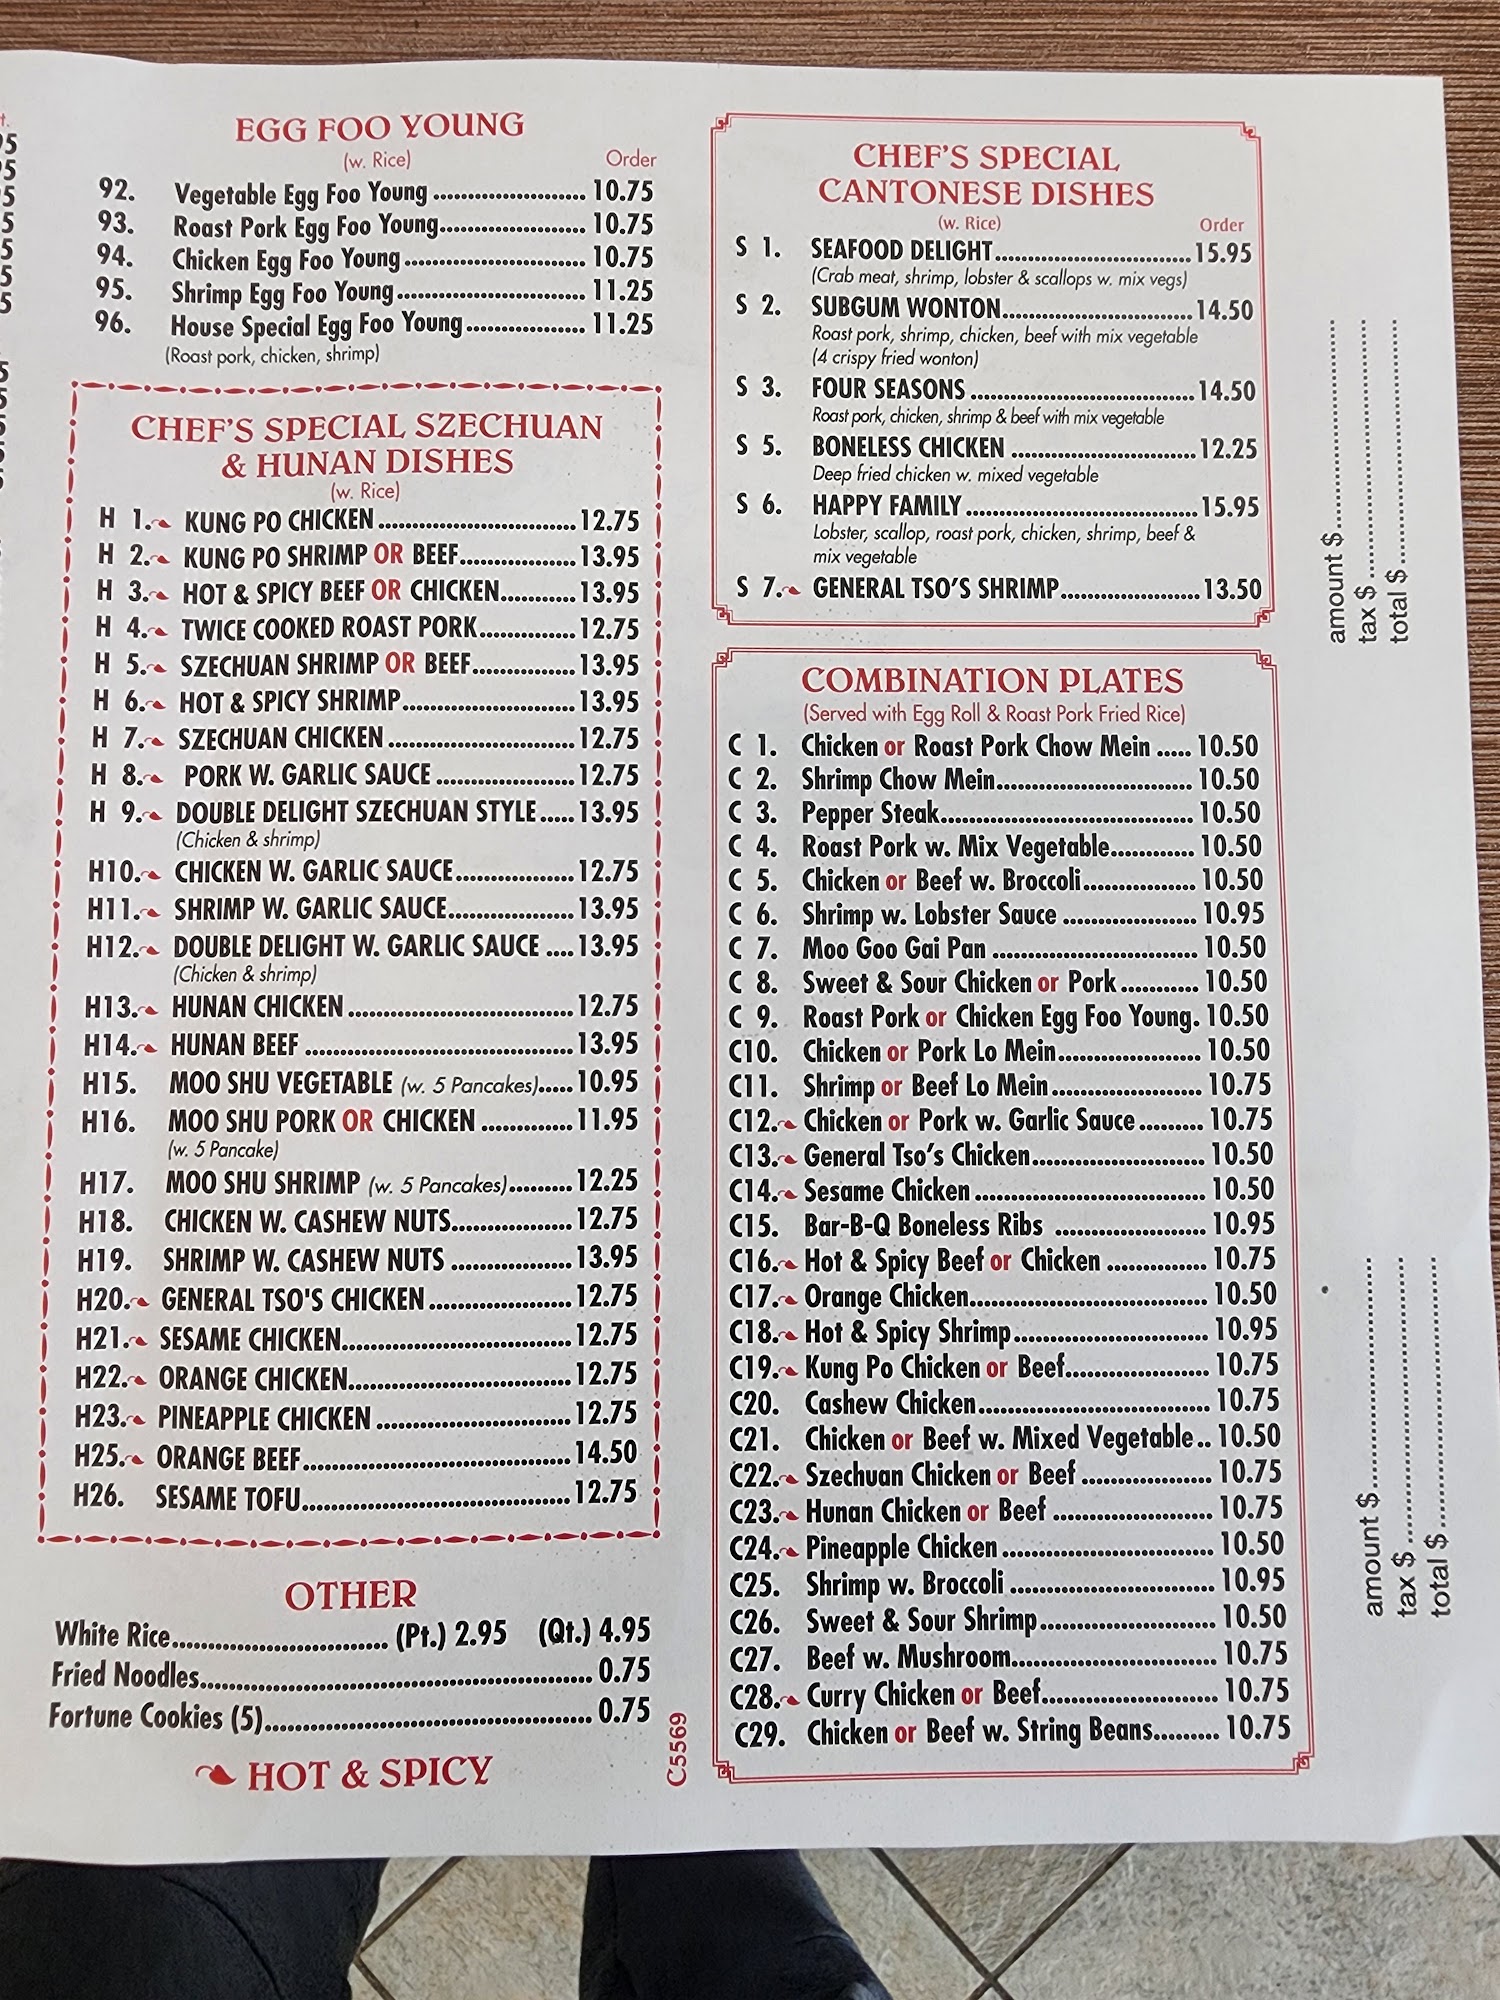 EGG FOO YOUNG
(w. Rice) Order
92. Vegetable Egg Foo Young 10.75
93. Roast Pork Egg Foo Young 10.75
94. Chicken Egg Foo Young 10.75
95. Shrimp Egg Foo Young 11.25
96. House Special Egg Foo Young 11.25
(Roast pork, chicken, shrimp)
CHEF'S SPECIAL SZECHUAN
& HUNAN DISHES
(w. Rice)
H 1. KUNG PO CHICKEN 12.75
H 2. KUNG PO SHRIMP OR BEEF 13.95
H 3. HOT & SPICY BEEF OR CHICKEN 13.95
H 4. TWICE COOKED ROAST PORK 12.75
H 5. SZECHUAN SHRIMP OR BEEF 13.95
H 6. HOT & SPICY SHRIMP 13.95
H 7. SZECHUAN CHICKEN 12.75
H 8. PORK W. GARLIC SAUCE 12.75
H 9. DOUBLE DELIGHT SZECHUAN STYLE 13.95
(Chicken & shrimp)
H10. CHICKEN W. GARLIC SAUCE 12.75
H11. SHRIMP W. GARLIC SAUCE 13.95
H12. DOUBLE DELIGHT W. GARLIC SAUCE 13.95
(Chicken & shrimp)
H13. HUNAN CHICKEN 12.75
H14. HUNAN BEEF 13.95
H15. MOO SHU VEGETABLE (w. 5 Pancakes) 10.95
H16. MOO SHU PORK OR CHICKEN 11.95
(w. 5 Pancake)
H17. MOO SHU SHRIMP (w. 5 Pancakes) 12.25
H18. CHICKEN W. CASHEW NUTS 12.75
H19. SHRIMP W. CASHEW NUTS 13.95
H20. GENERAL TSO'S CHICKEN 12.75
H21. SESAME CHICKEN 12.75
H22. ORANGE CHICKEN 12.75
H23. PINEAPPLE CHICKEN 12.75
H25. ORANGE BEEF 14.50
H26. SESAME TOFU 12.75
OTHER
White Rice (Pt.) 2.95 (Qt.) 4.95
Fried Noodles 0.75
Fortune Cookies (5) 0.75
HOT & SPICY
C5569
CHEF'S SPECIAL
CANTONESE DISHES
(w. Rice) Order
S 1. SEAFOOD DELIGHT 15.95
(Crab meat, shrimp, lobster & scallops w. mix vegs)
S 2. SUBGUM WONTON 14.50
Roast pork, shrimp, chicken, beef with mix vegetable
(4 crispy fried wonton)
S 3. FOUR SEASONS 14.50
Roast pork, chicken, shrimp & beef with mix vegetable
S 5. BONELESS CHICKEN 12.25
Deep fried chicken w. mixed vegetable
S 6. HAPPY FAMILY 15.95
Lobster, scallop, roast pork, chicken, shrimp, beef &
mix vegetable
S 7. GENERAL TSO'S SHRIMP 13.50
COMBINATION PLATES
(Served with Egg Roll & Roast Pork Fried Rice)
C 1. Chicken or Roast Pork Chow Mein 10.50
C 2. Shrimp Chow Mein 10.50
C 3. Pepper Steak 10.50
C 4. Roast Pork w. Mix Vegetable 10.50
C 5. Chicken or Beef w. Broccoli 10.50
C 6. Shrimp w. Lobster Sauce 10.95
C 7. Moo Goo Gai Pan 10.50
C 8. Sweet & Sour Chicken or Pork 10.50
C 9. Roast Pork or Chicken Egg Foo Young. 10.50
C10. Chicken or Pork Lo Mein 10.50
C11. Shrimp or Beef Lo Mein 10.75
C12. Chicken or Pork w. Garlic Sauce 10.75
C13. General Tso's Chicken 10.50
C14. Sesame Chicken 10.50
C15. Bar-B-Q Boneless Ribs 10.95
C16. Hot & Spicy Beef or Chicken 10.75
C17. Orange Chicken 10.50
C18. Hot & Spicy Shrimp 10.95
C19. Kung Po Chicken or Beef 10.75
C20. Cashew Chicken 10.75
C21. Chicken or Beef w. Mixed Vegetable 10.50
C22. Szechuan Chicken or Beef 10.75
C23. Hunan Chicken or Beef 10.75
C24. Pineapple Chicken 10.50
C25. Shrimp w. Broccoli 10.95
C26. Sweet & Sour Shrimp 10.50
C27. Beef w. Mushroom 10.75
C28. Curry Chicken or Beef 10.75
C29. Chicken or Beef w. String Beans 10.75
amount $
tax $
total $
amount $
tax $
total $